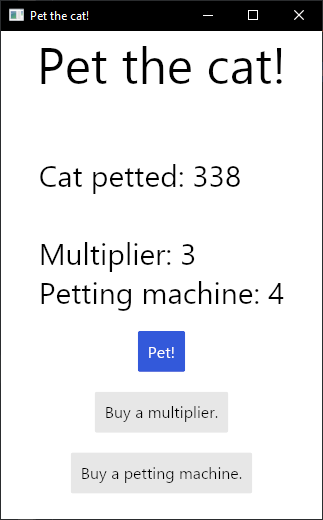 Pet the cat!
Pet the cat!
Cat petted: 338
Multiplier: 3
Petting machine: 4
Pet!
Buy a multiplier.
Buy a petting machine.